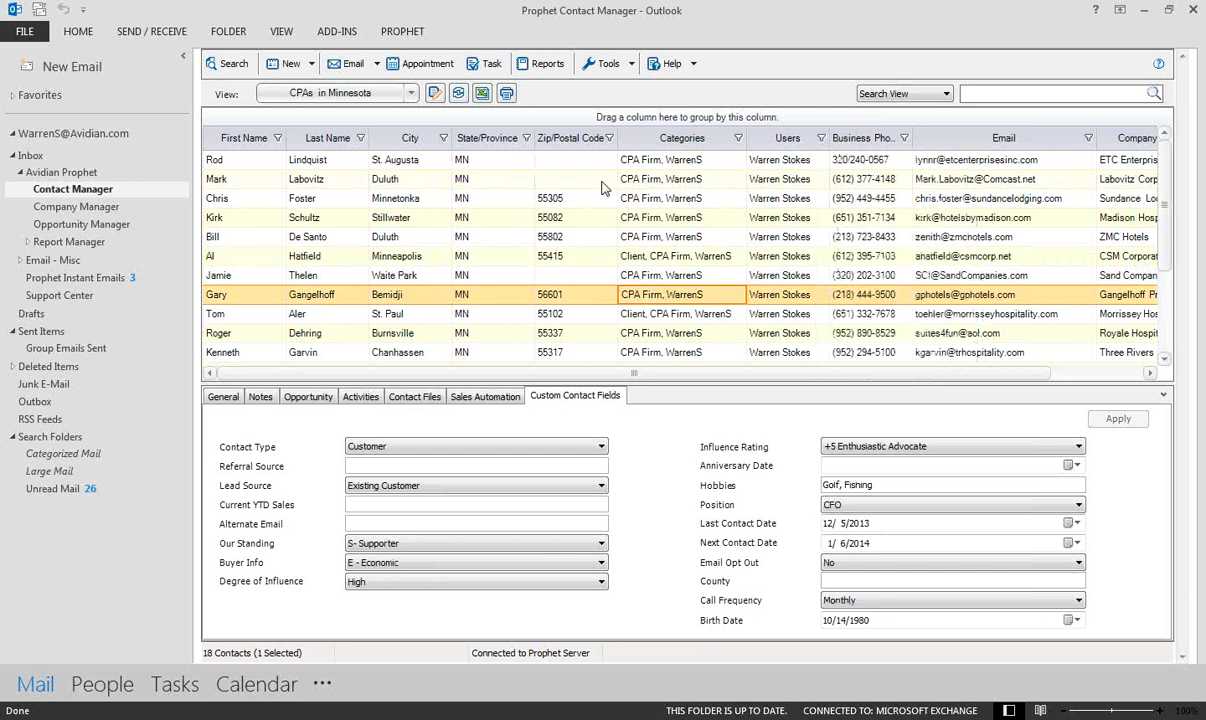 Prophet Contact Manager - Outlook
FILE HOME SEND / RECEIVE FOLDER VIEW ADD-INS PROPHET
New Email
Favorites
WarrenS@Avidian.com
Inbox
Avidian Prophet
Contact Manager
Company Manager
Opportunity Manager
Report Manager
Email - Misc
Prophet Instant Emails 3
Support Center
Drafts
Sent Items
Group Emails Sent
Deleted Items
Junk E-Mail
Outbox
RSS Feeds
Search Folders
Categorized Mail
Large Mail
Unread Mail 26
Search New Email Appointment Task Reports Tools Help
View: CPAs in Minnesota Search View
Drag a column here to group by this column.
First Name Last Name City State/Province Zip/Postal Code Categories Users Business Pho... Email Company
Rod Lindquist St. Augusta MN CPA Firm, WarrenS Warren Stokes 320/240-0567 lynnr@etcenterprisesinc.com ETC Enterpris
Mark Labovitz Duluth MN CPA Firm, WarrenS Warren Stokes (612) 377-4148 Mark.Labovitz@Comcast.net
Chris Foster Minnetonka MN 55305 CPA Firm, WarrenS Warren Stokes (952) 449-4455 chris.foster@sundancelodging.com Sundance Lod
Kirk Schultz Stillwater MN 55082 CPA Firm, WarrenS Warren Stokes (651) 351-7134 kirk@hotelsbymadison.com Madison Hosp
Bill De Santo Duluth MN 55802 CPA Firm, WarrenS Warren Stokes (213) 723-8433 zenith@zmchotels.com ZMC Hotels
Al Hatfield Minneapolis MN 55415 Client, CPA Firm, WarrenS Warren Stokes (612) 395-7103 ahatfield@csmcorp.net CSM Corporat
Jamie Thelen Waite Park MN CPA Firm, WarrenS Warren Stokes (320) 202-3100 SCI@SandCompanies.com Sand Compan
Gary Gangelhoff Bemidji MN 56601 CPA Firm, WarrenS Warren Stokes (218) 444-9500 gphotels@gphotels.com Gangelhoff Pr
Tom Aler St. Paul MN 55102 Client, CPA Firm, WarrenS Warren Stokes (651) 332-7678 toehler@morrisseyhospitality.com Morrissey Hos
Roger Dehring Burnsville MN 55337 CPA Firm, WarrenS Warren Stokes (952) 890-8529 suites4fun@aol.com Royale Hospit
Kenneth Garvin Chanhassen MN 55317 CPA Firm, WarrenS Warren Stokes (952) 294-5100 kgarvin@trhospitality.com Three Rivers
General Notes Opportunity Activities Contact Files Sales Automation Custom Contact Fields
Apply
Contact Type Customer
Referral Source
Lead Source Existing Customer
Current YTD Sales
Alternate Email
Our Standing S- Supporter
Buyer Info E - Economic
Degree of Influence High
Influence Rating +5 Enthusiastic Advocate
Anniversary Date
Hobbies Golf, Fishing
Position CFO
Last Contact Date 12/ 5/2013
Next Contact Date 1/ 6/2014
Email Opt Out No
County
Call Frequency Monthly
Birth Date 10/14/1980
18 Contacts (1 Selected) Connected to Prophet Server
Mail People Tasks Calendar
Done THIS FOLDER IS UP TO DATE. CONNECTED TO: MICROSOFT EXCHANGE 100%